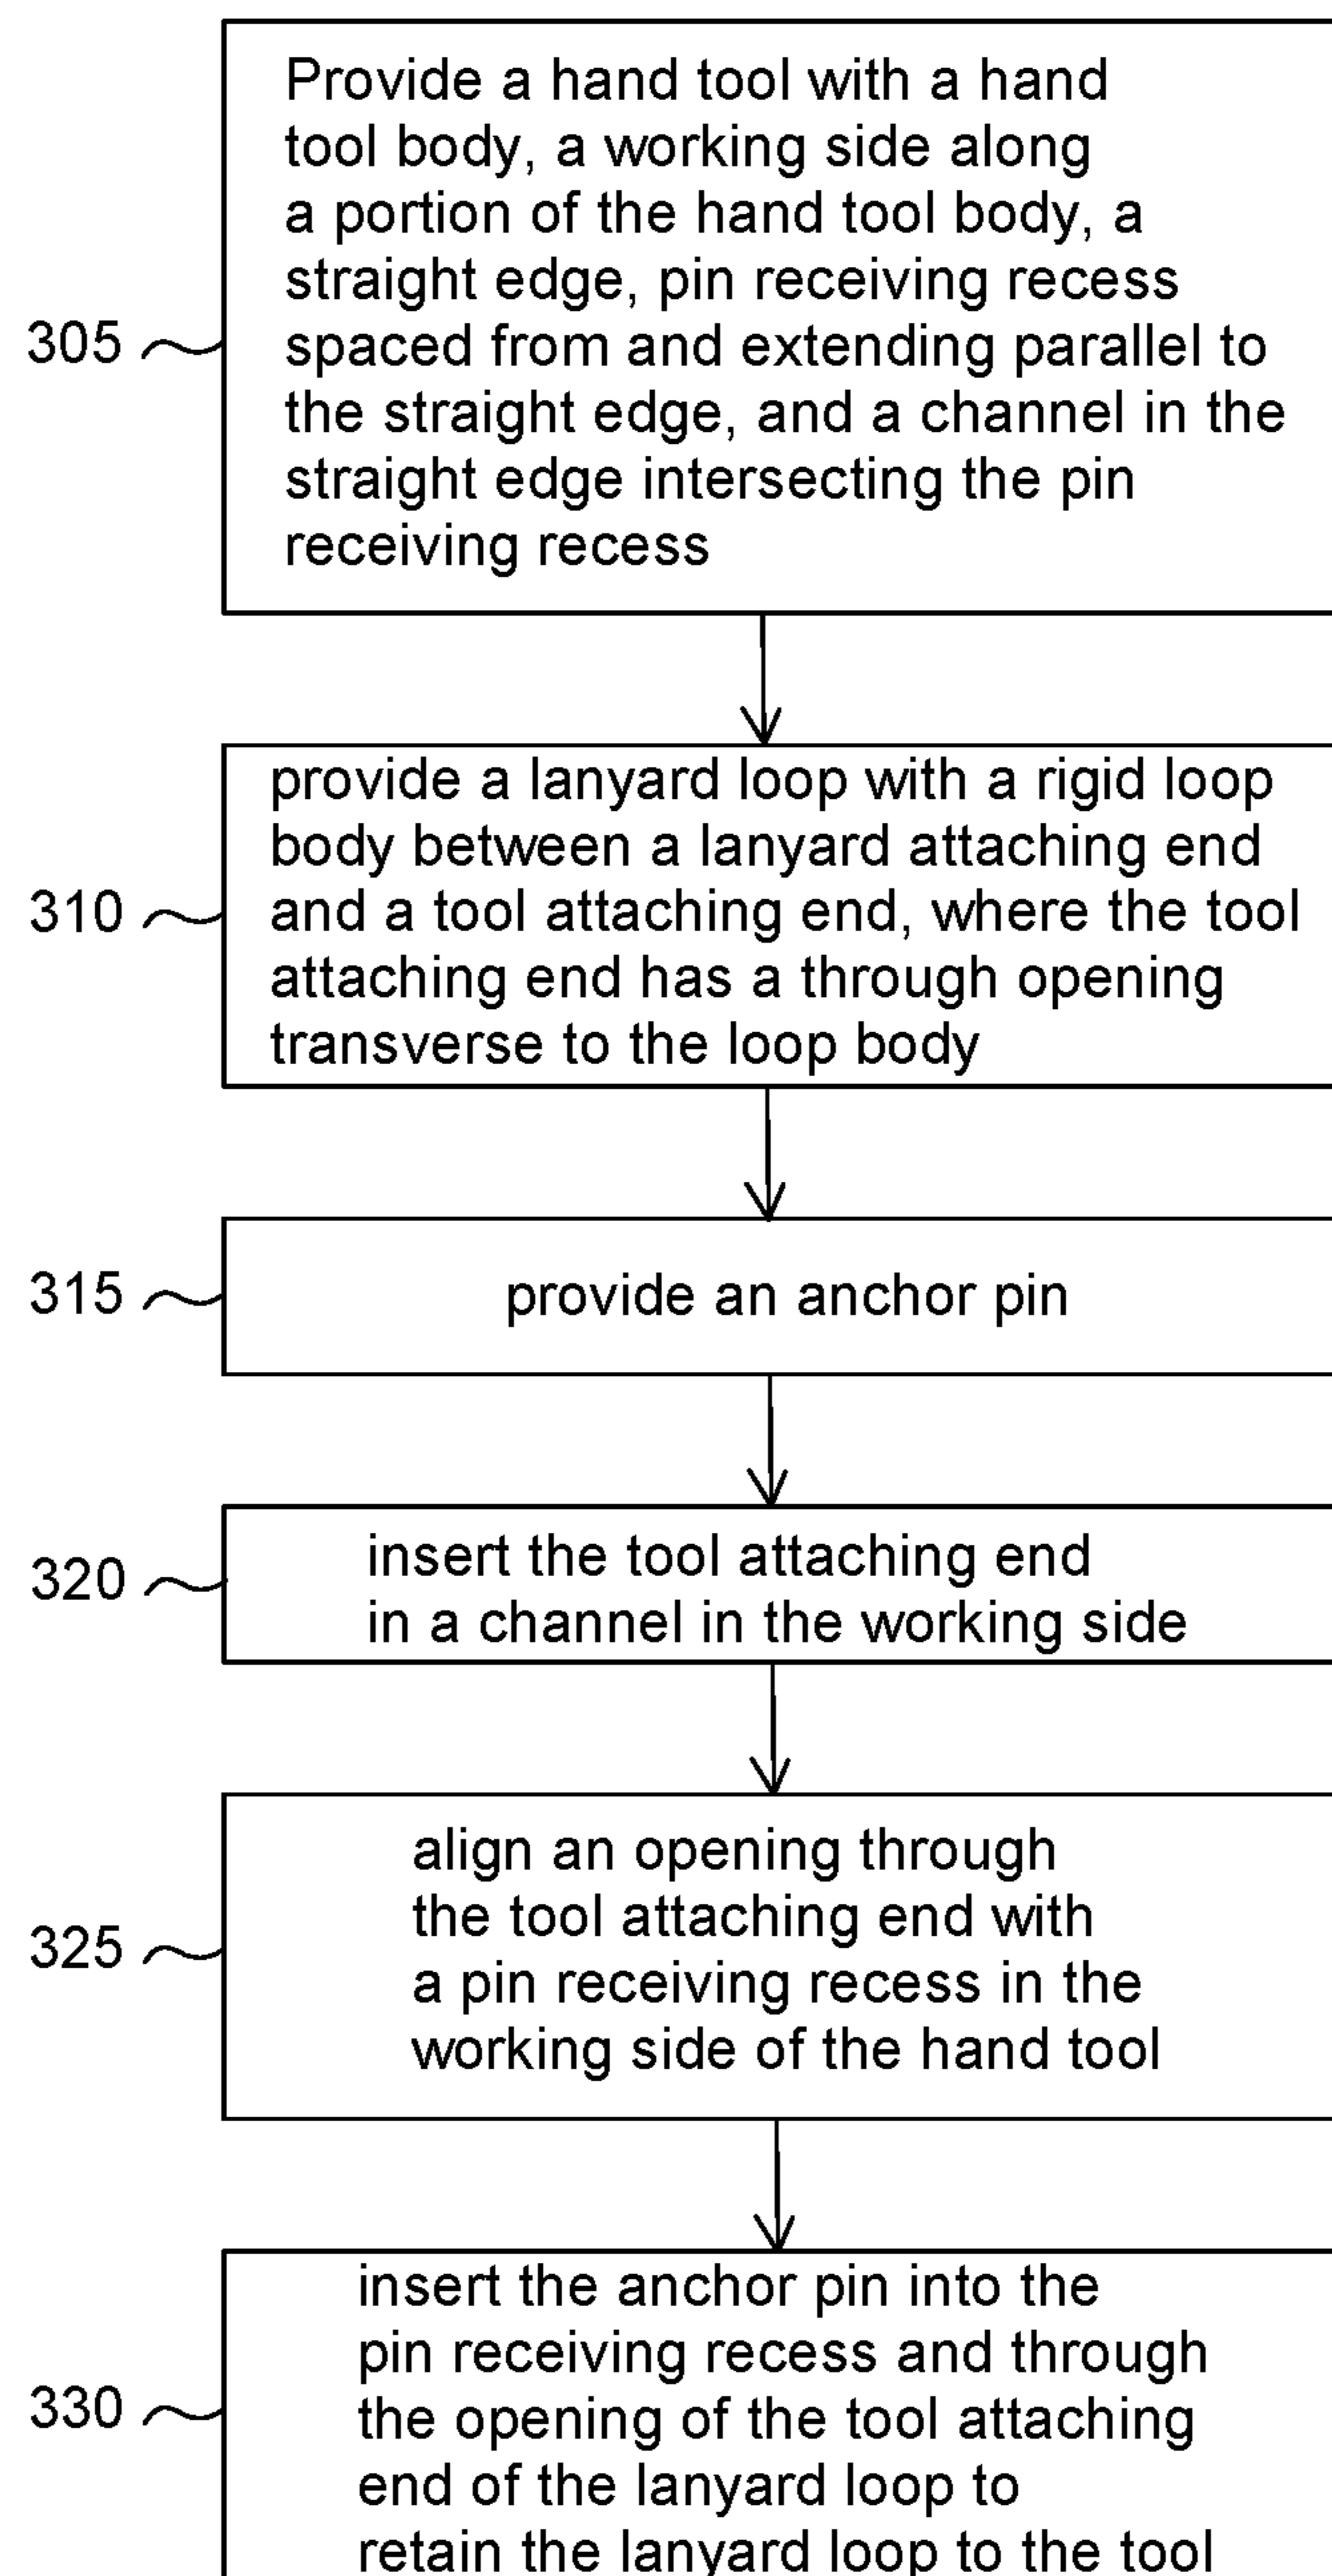 Provide a hand tool with a hand
tool body, a working side along
a portion of the hand tool body, a
straight edge, pin receiving recess
305
spaced from and extending parallel to
the straight edge, and a channel in the
straight edge intersecting the pin
receiving recess
provide a lanyard loop with a rigid loop
body between a lanyard attaching end
310
and a tool attaching end, where the tool
attaching end has a through opening
transverse to the loop body
315
provide an anchor pin
320
insert the tool attaching end
in a channel in the working side
align an opening through
the tool attaching end with
325
a pin receiving recess in the
working side of the hand tool
insert the anchor pin into the
pin receiving recess and through
330
the opening of the tool attaching
end of the lanyard loop to
retain the lanyard loop to the tool